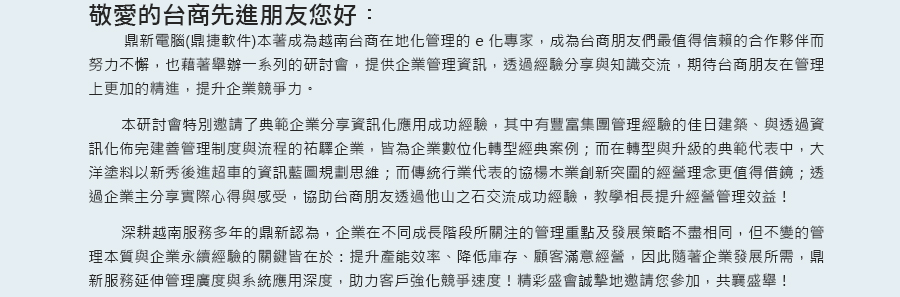 敬愛的台商先進朋友您好：
鼎新電腦(鼎捷軟件)本著成為越南台商在地化管理的 e 化專家，成為台商朋友們最值得信賴的合作夥伴而
努力不懈，也藉著舉辦一系列的研討會，提供企業管理資訊，透過經驗分享與知識交流，期待台商朋友在管理
上更加的精進，提升企業競爭力。
本研討會特別邀請了典範企業分享資訊化應用成功經驗，其中有豐富集團管理經驗的佳日建築、與透過資
訊化佈完建善管理制度與流程的祐驛企業，皆為企業數位化轉型經典案例；而在轉型與升級的典範代表中，大
洋塗料以新秀後進超車的資訊藍圖規劃思維；而傳統行業代表的協楊木業創新突圍的經營理念更值得借鏡；透
過企業主分享實際心得與感受，協助台商朋友透過他山之石交流成功經驗，教學相長提升經營管理效益！
深耕越南服務多年的鼎新認為，企業在不同成長階段所關注的管理重點及發展策略不盡相同，但不變的管
理本質與企業永續經驗的關鍵皆在於：提升產能效率、降低庫存、顧客滿意經營，因此隨著企業發展所需，鼎
新服務延伸管理廣度與系統應用深度，助力客戶強化競爭速度！精彩盛會誠摯地邀請您參加，共襄盛舉！